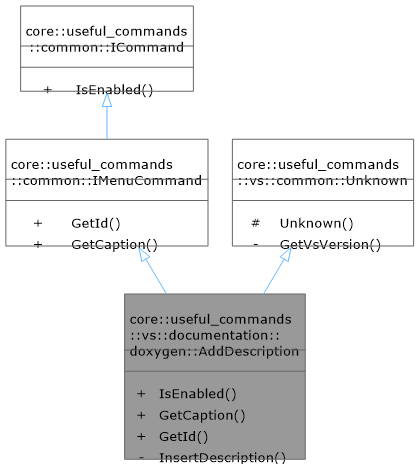 core::useful_commands
::common::ICommand
+ IsEnabled()
core::useful_commands
::common::IMenuCommand
+ GetId()
+ GetCaption()
core::useful_commands
::vs::common::Unknown
# Unknown()
- GetVsVersion()
core::useful_commands
::vs::documentation::
doxygen::AddDescription
+ IsEnabled()
+ GetCaption()
+ GetId()
- InsertDescription()